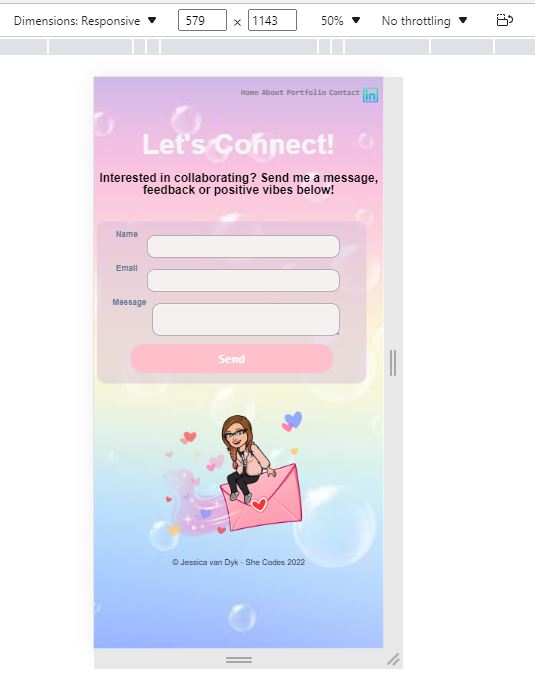 Dimensions: Responsive 579 x 1143 50% No throttling
Home About Portfolio Contact in
Let's Connect!
Interested in collaborating? Send me a message,
feedback or positive vibes below!
Name
Email
Message
Send
© Jessica van Dyk - She Codes 2022